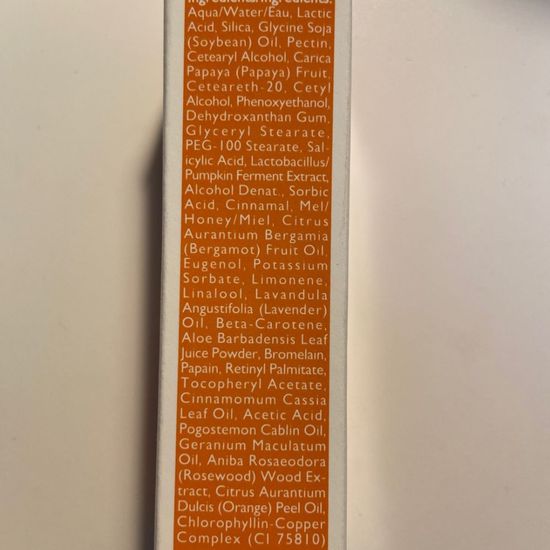 Ingredients/Ingrédients:
Aqua/Water/Eau, Lactic
Acid, Silica, Glycine Soja
(Soybean) Oil, Pectin,
Cetearyl Alcohol, Carica
Papaya (Papaya) Fruit,
Ceteareth-20, Cetyl
Alcohol, Phenoxyethanol,
Dehydroxanthan Gum,
Glyceryl Stearate,
PEG-100 Stearate, Sal-
icylic Acid, Lactobacillus/
Pumpkin Ferment Extract,
Alcohol Denat., Sorbic
Acid, Cinnamal, Mel/
Honey/Miel, Citrus
Aurantium Bergamia
(Bergamot) Fruit Oil,
Eugenol, Potassium
Sorbate, Limonene,
Linalool, Lavandula
Angustifolia (Lavender)
Oil, Beta-Carotene,
Aloe Barbadensis Leaf
Juice Powder, Bromelain,
Papain, Retinyl Palmitate,
Tocopheryl Acetate,
Cinnamomum Cassia
Leaf Oil, Acetic Acid,
Pogostemon Cablin Oil,
Geranium Maculatum
Oil, Aniba Rosaeodora
(Rosewood) Wood Ex-
tract, Citrus Aurantium
Dulcis (Orange) Peel Oil,
Chlorophyllin-Copper
Complex (CI 75810)